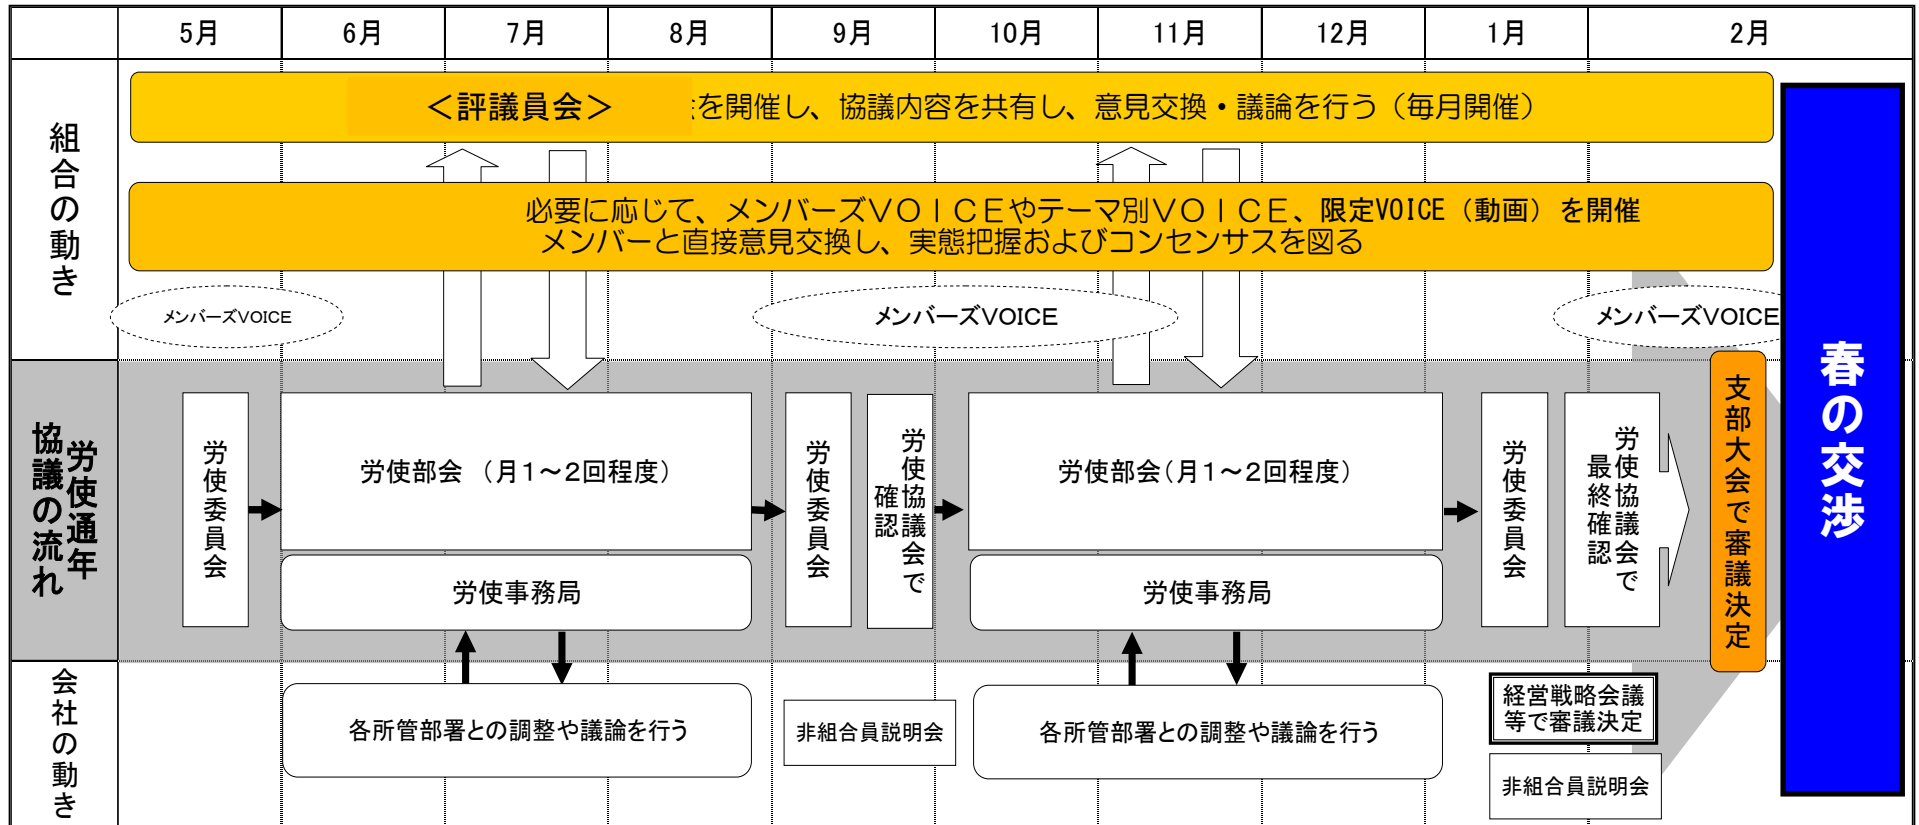 5月 6月 7月 8月 9月 10月 11月 12月 1月 2月
組合の動き
＜評議員会＞ を開催し、協議内容を共有し、意見交換・議論を行う（毎月開催）
必要に応じて、メンバーズＶＯＩＣＥやテーマ別ＶＯＩＣＥ、限定VOICE（動画）を開催
メンバーと直接意見交換し、実態把握およびコンセンサスを図る
メンバーズVOICE
メンバーズVOICE
メンバーズVOICE
労使通年
協議の流れ
労使委員会
労使部会 （月１～２回程度）
労使事務局
労使委員会
労使協議会で
確認
労使部会（月１～２回程度）
労使事務局
労使委員会
労使協議会で
最終確認
支部大会で審議決定
春の交渉
会社の動き
各所管部署との調整や議論を行う
非組合員説明会
各所管部署との調整や議論を行う
経営戦略会議
等で審議決定
非組合員説明会